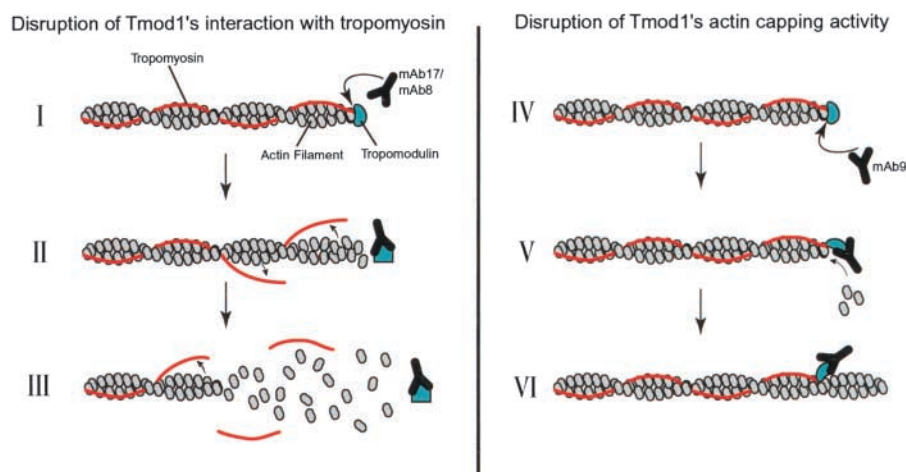 Disruption of Tmod1's interaction with tropomyosin
Tropomyosin
mAb17/
mAb8
I
Actin Filament
Tropomodulin
II
III
Disruption of Tmod1's actin capping activity
IV
mAb9
V
VI